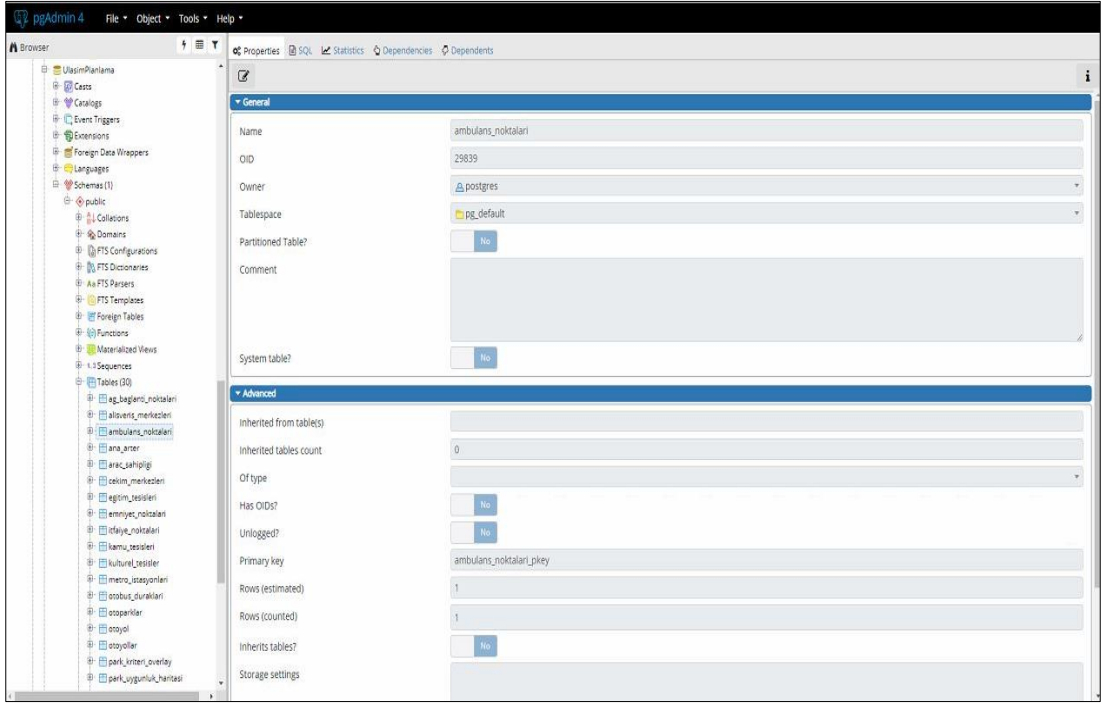 pgAdmin 4 File Object Tools Help
Browser
Properties SQL Statistics Dependencies Dependents
UlasimPlanlama
Casts
Catalogs
Event Triggers
Extensions
Foreign Data Wrappers
Languages
Schemas (1)
public
Collations
Domains
FTS Configurations
FTS Dictionaries
FTS Parsers
FTS Templates
Foreign Tables
Functions
Materialized Views
Sequences
Tables (30)
ag_baglanti_noktalari
alisveris_merkezleri
ambulans_noktalari
ana_arter
arac_sahipligi
cekim_merkezleri
egitim_tesisleri
emniyet_noktalari
itfaiye_noktalari
kamu_tesisleri
kulturel_tesisler
metro_istasyonlari
otobus_duraklari
otoparklar
otoyol
otoyollar
park_kriteri_overlay
park_uygunluk_haritasi
General
Name ambulans_noktalari
OID 29839
Owner postgres
Tablespace pg_default
Partitioned Table? No
Comment
System table? No
Advanced
Inherited from table(s)
Inherited tables count 0
Of type
Has OIDs? No
Unlogged? No
Primary key ambulans_noktalari_pkey
Rows (estimated) 1
Rows (counted) 1
Inherits tables? No
Storage settings